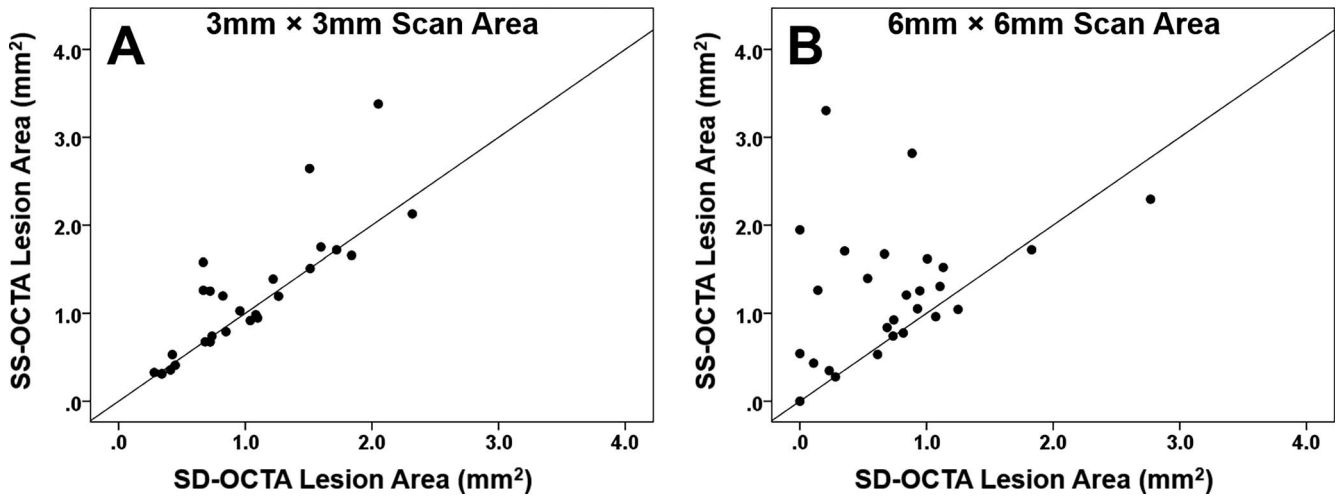 A
3mm × 3mm Scan Area
SS-OCTA Lesion Area (mm²)
4.0
3.0
2.0
1.0
.0
.0 1.0 2.0 3.0 4.0
SD-OCTA Lesion Area (mm²)
B
6mm × 6mm Scan Area
SS-OCTA Lesion Area (mm²)
4.0
3.0
2.0
1.0
.0
.0 1.0 2.0 3.0 4.0
SD-OCTA Lesion Area (mm²)